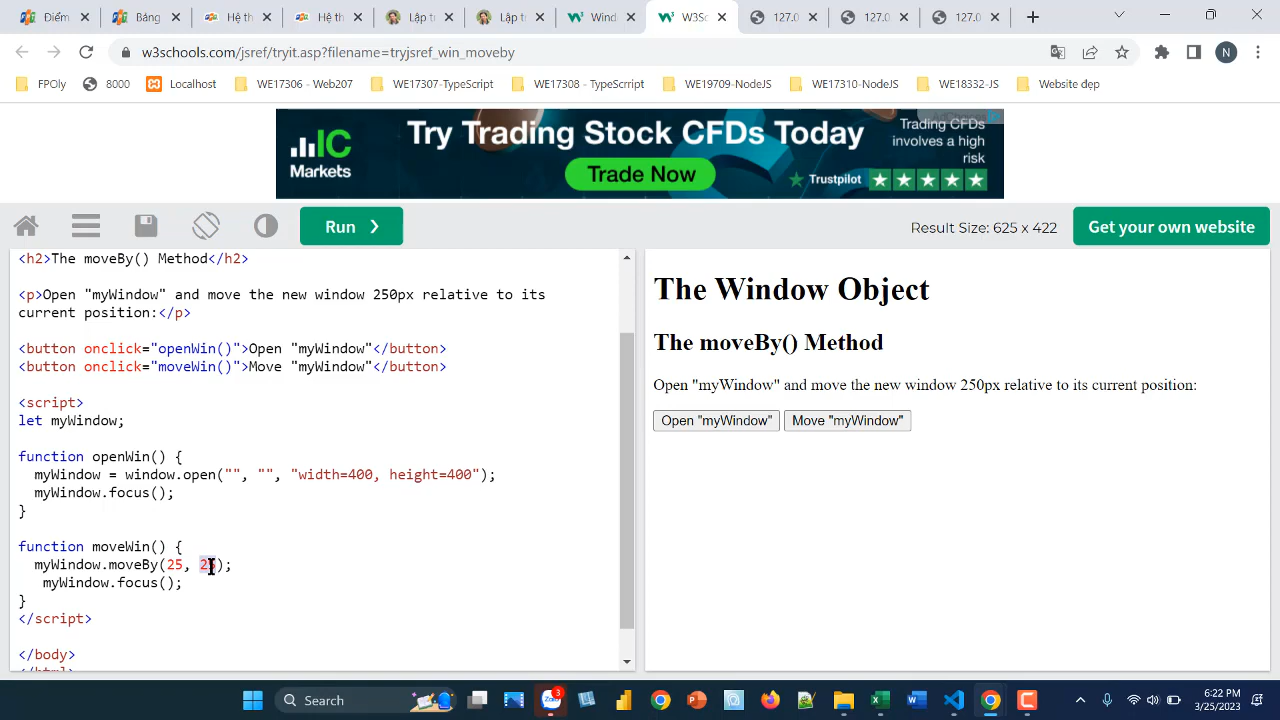 Điểm
Bảng
Hệ th
Hệ th
Lập t
Lập t
Wind
W3Sc
127.0
127.0
127.0
w3schools.com/jsref/tryit.asp?filename=tryjsref_win_moveby
N
FPOly
8000
Localhost
WE17306 - Web207
WE17307-TypeScript
WE17308 - TypeScrript
WE19709-NodeJS
WE17310-NodeJS
WE18332-JS
Website đẹp
IC Markets
Try Trading Stock CFDs Today
Trade Now
Trading CFDs
involves a high
risk
Trustpilot
Run ❯
Result Size: 625 x 422
Get your own website
<h2>The moveBy() Method</h2>
<p>Open "myWindow" and move the new window 250px relative to its
current position:</p>
<button onclick="openWin()">Open "myWindow"</button>
<button onclick="moveWin()">Move "myWindow"</button>
<script>
let myWindow;
function openWin() {
myWindow = window.open("", "", "width=400, height=400");
myWindow.focus();
}
function moveWin() {
myWindow.moveBy(25, 25);
myWindow.focus();
}
</script>
</body>
</html>
The Window Object
The moveBy() Method
Open "myWindow" and move the new window 250px relative to its current position:
Open "myWindow"
Move "myWindow"
Search
Zalo
3
6:22 PM
3/25/2023